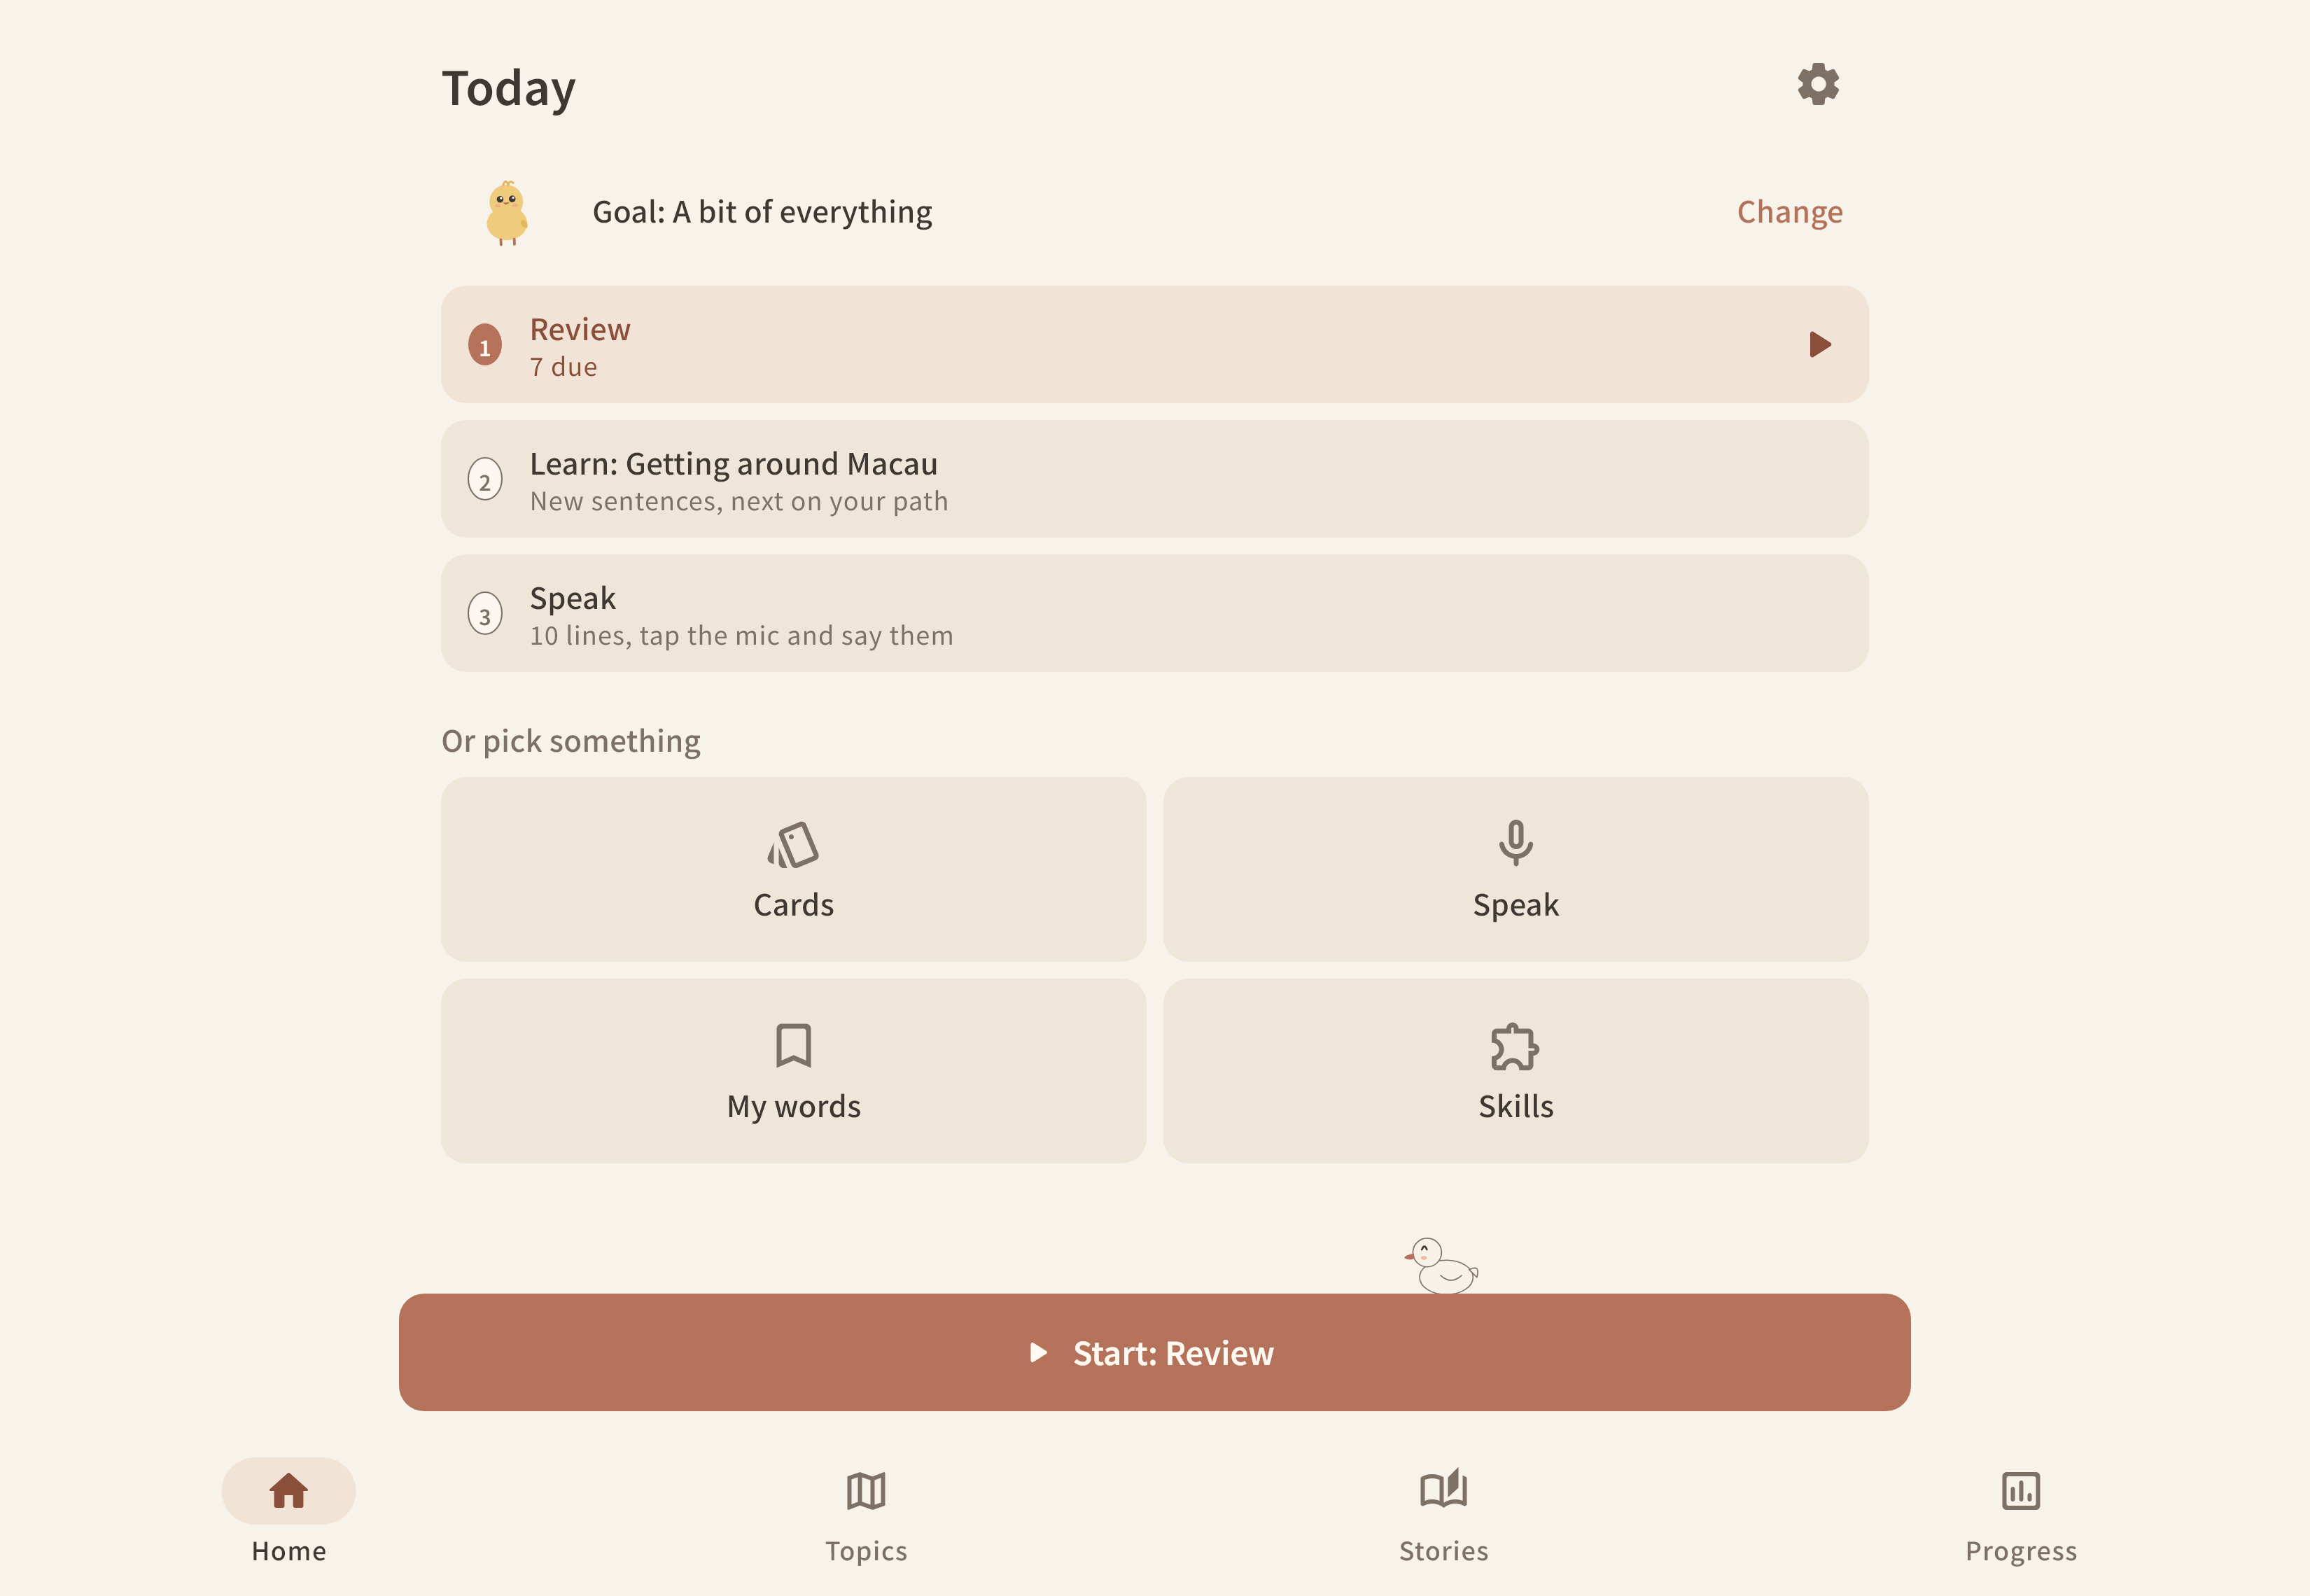 Today
Goal: A bit of everything
Change
1
Review
7 due
2
Learn: Getting around Macau
New sentences, next on your path
3
Speak
10 lines, tap the mic and say them
Or pick something
Cards
Speak
My words
Skills
Start: Review
Home
Topics
Stories
Progress